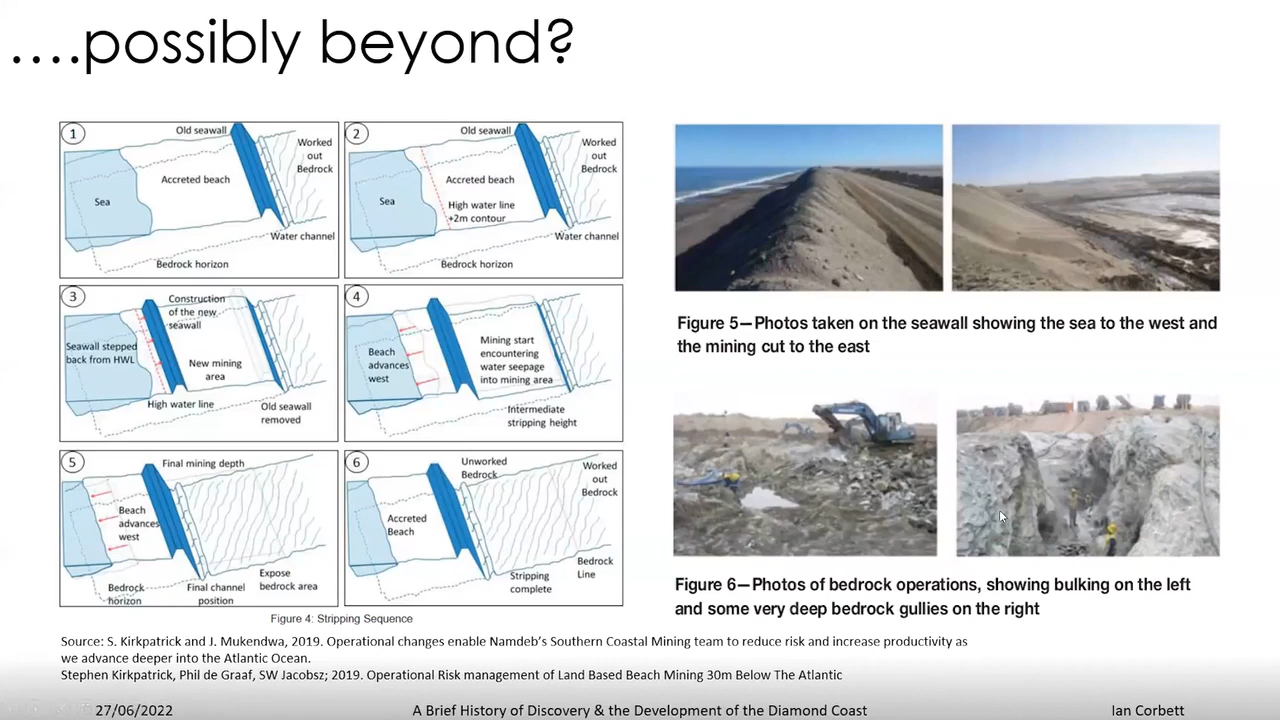 ….possibly beyond?
1
Old seawall
Worked
out
Bedrock
Accreted beach
Sea
Water channel
Bedrock horizon
2
Old seawall
Worked
out
Bedrock
Accreted beach
Sea
High water line
+2m contour
Water channel
Bedrock horizon
3
Construction
of the new
seawall
Seawall stepped
back from HWL
New mining
area
High water line
Old seawall
removed
4
Beach
advances
west
Mining start
encountering
water seepage
into mining area
Intermediate
stripping height
5
Final mining depth
Beach
advances
west
Bedrock
horizon
Final channel
position
Expose
bedrock area
6
Unworked
Bedrock
Worked
out
Bedrock
Accreted
Beach
Stripping
complete
Bedrock
Line
Figure 4: Stripping Sequence
Figure 5—Photos taken on the seawall showing the sea to the west and
the mining cut to the east
Figure 6—Photos of bedrock operations, showing bulking on the left
and some very deep bedrock gullies on the right
Source: S. Kirkpatrick and J. Mukendwa, 2019. Operational changes enable Namdeb's Southern Coastal Mining team to reduce risk and increase productivity as
we advance deeper into the Atlantic Ocean.
Stephen Kirkpatrick, Phil de Graaf, SW Jacobsz; 2019. Operational Risk management of Land Based Beach Mining 30m Below The Atlantic
27/06/2022
A Brief History of Discovery & the Development of the Diamond Coast
Ian Corbett